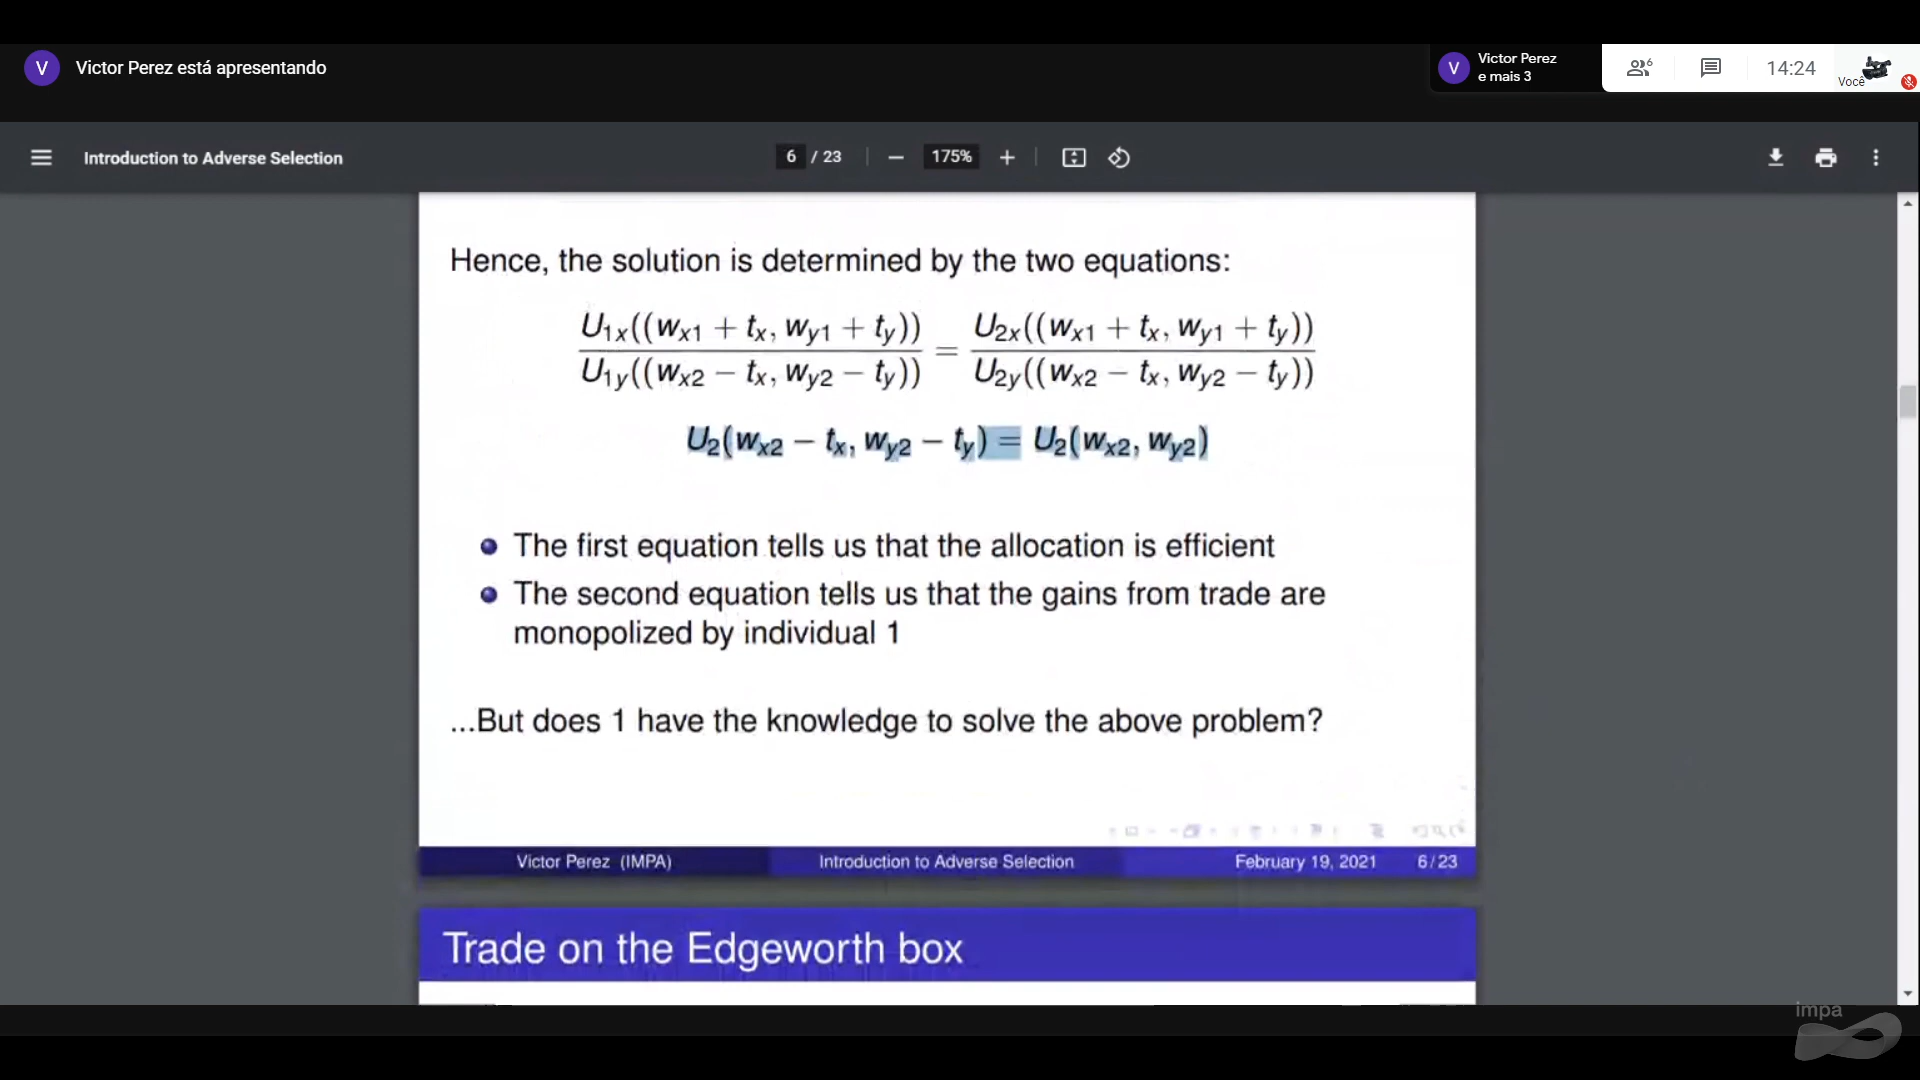 V Victor Perez está apresentando
V Victor Perez
e mais 3
6
14:24
Você
Introduction to Adverse Selection
6 / 23
175%
Hence, the solution is determined by the two equations:
U1x((wx1 + tx, wy1 + ty)) / U1y((wx2 − tx, wy2 − ty)) = U2x((wx1 + tx, wy1 + ty)) / U2y((wx2 − tx, wy2 − ty))
U2(wx2 − tx, wy2 − ty) = U2(wx2, wy2)
The first equation tells us that the allocation is efficient
The second equation tells us that the gains from trade are
monopolized by individual 1
...But does 1 have the knowledge to solve the above problem?
Victor Perez (IMPA) Introduction to Adverse Selection February 19, 2021 6/23
Trade on the Edgeworth box
impa